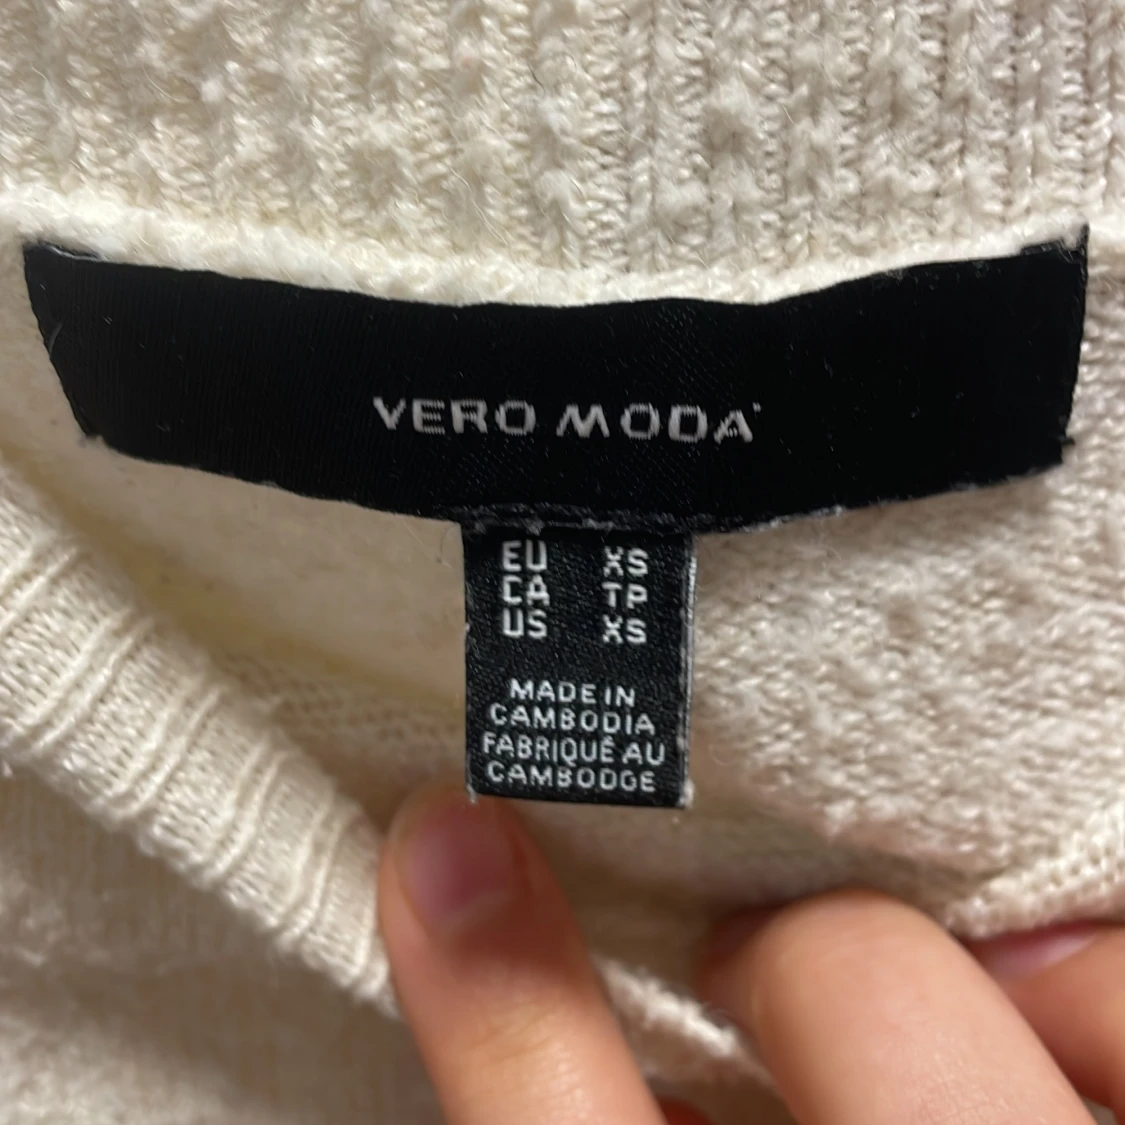 VERO MODA
EU XS
CA TP
US XS
MADE IN
CAMBODIA
FABRIQUÉ AU
CAMBODGE